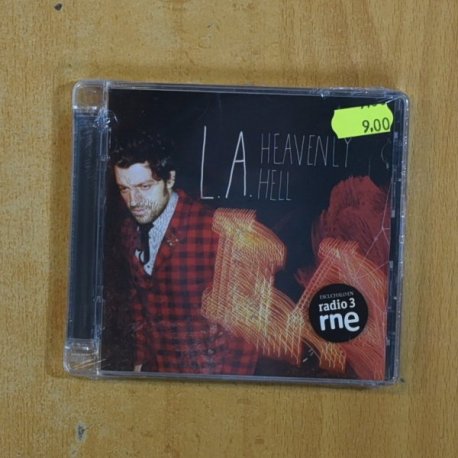 9.00
L.A. HEAVENLY
HELL
radio 3
rne